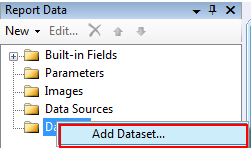 Report Data
New Edit...
Built-in Fields
Parameters
Images
Data Sources
Add Dataset...